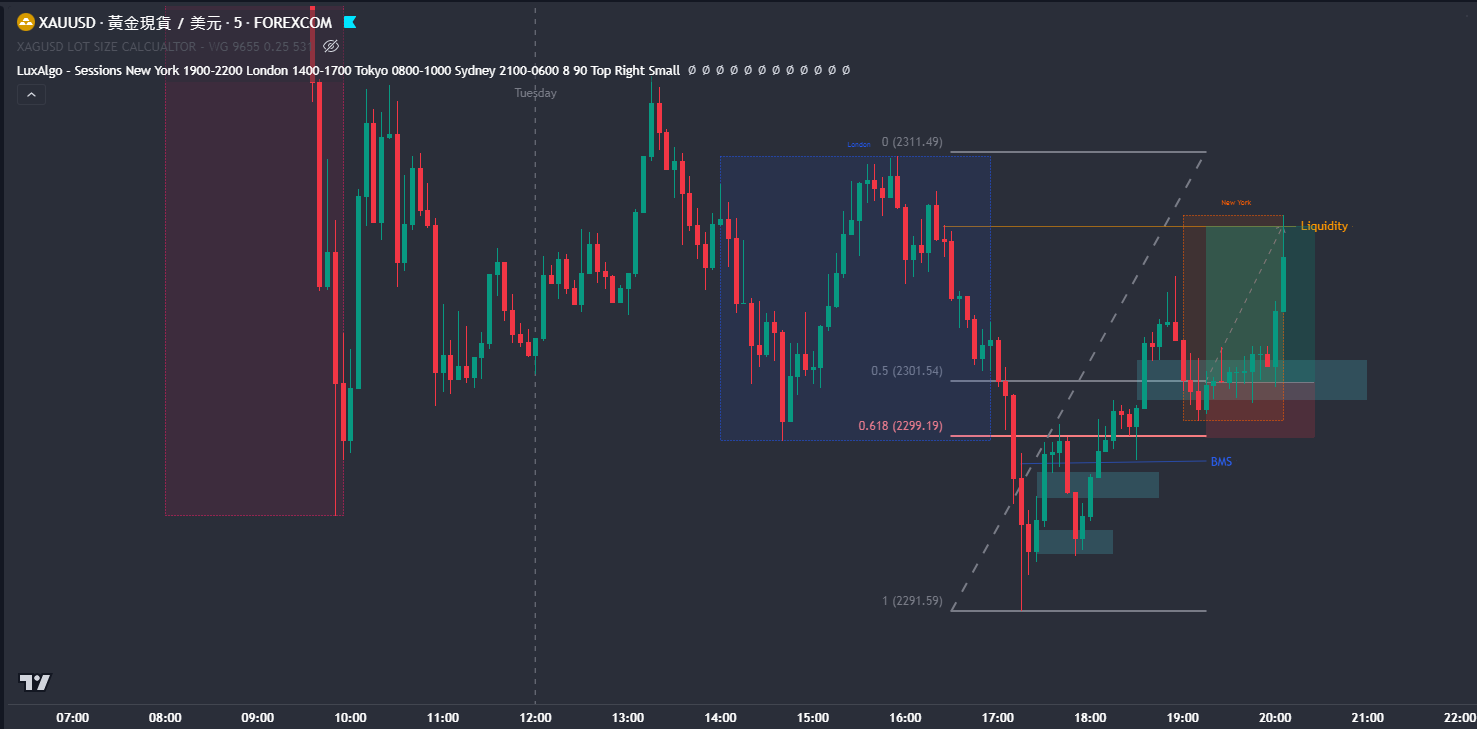 XAUUSD · 黃金現貨 / 美元 · 5 · FOREXCOM
XAGUSD LOT SIZE CALCUALTOR - WG 9655 0.25 531
LuxAlgo - Sessions New York 1900-2200 London 1400-1700 Tokyo 0800-1000 Sydney 2100-0600 8 90 Top Right Small Ø Ø Ø Ø Ø Ø Ø Ø Ø Ø Ø Ø
Tuesday
London
0 (2311.49)
New York
Liquidity
0.5 (2301.54)
0.618 (2299.19)
BMS
1 (2291.59)
07:00 08:00 09:00 10:00 11:00 12:00 13:00 14:00 15:00 16:00 17:00 18:00 19:00 20:00 21:00 22:00